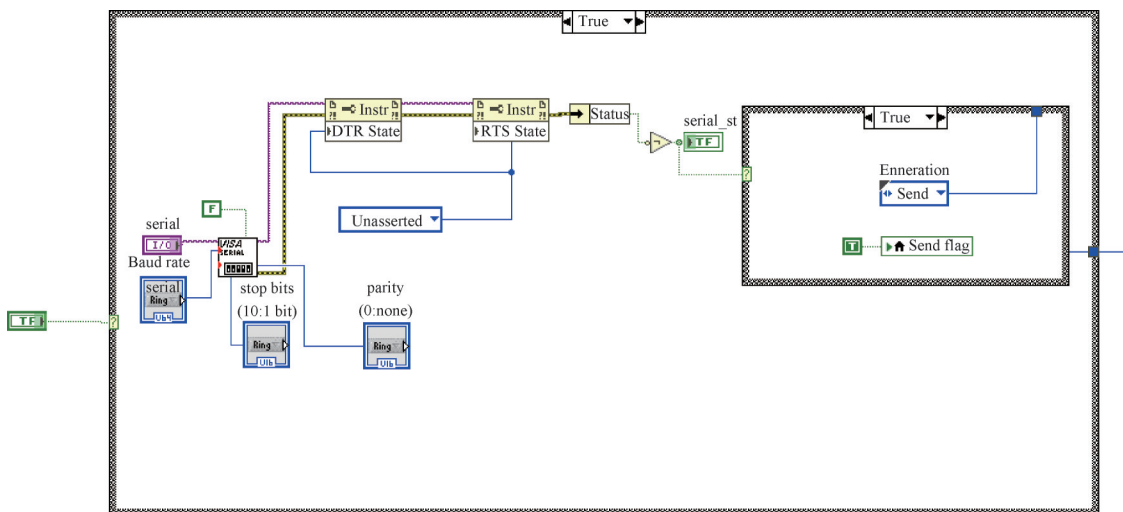 True
Instr
Instr
DTR State
RTS State
Status
serial_st
TF
True
Enneration
Send
T
Send flag
Unasserted
F
serial
I/O
VISA
SERIAL
Baud rate
serial
Ring
U64
stop bits
(10:1 bit)
Ring
U16
parity
(0:none)
Ring
U16
TF
?
?